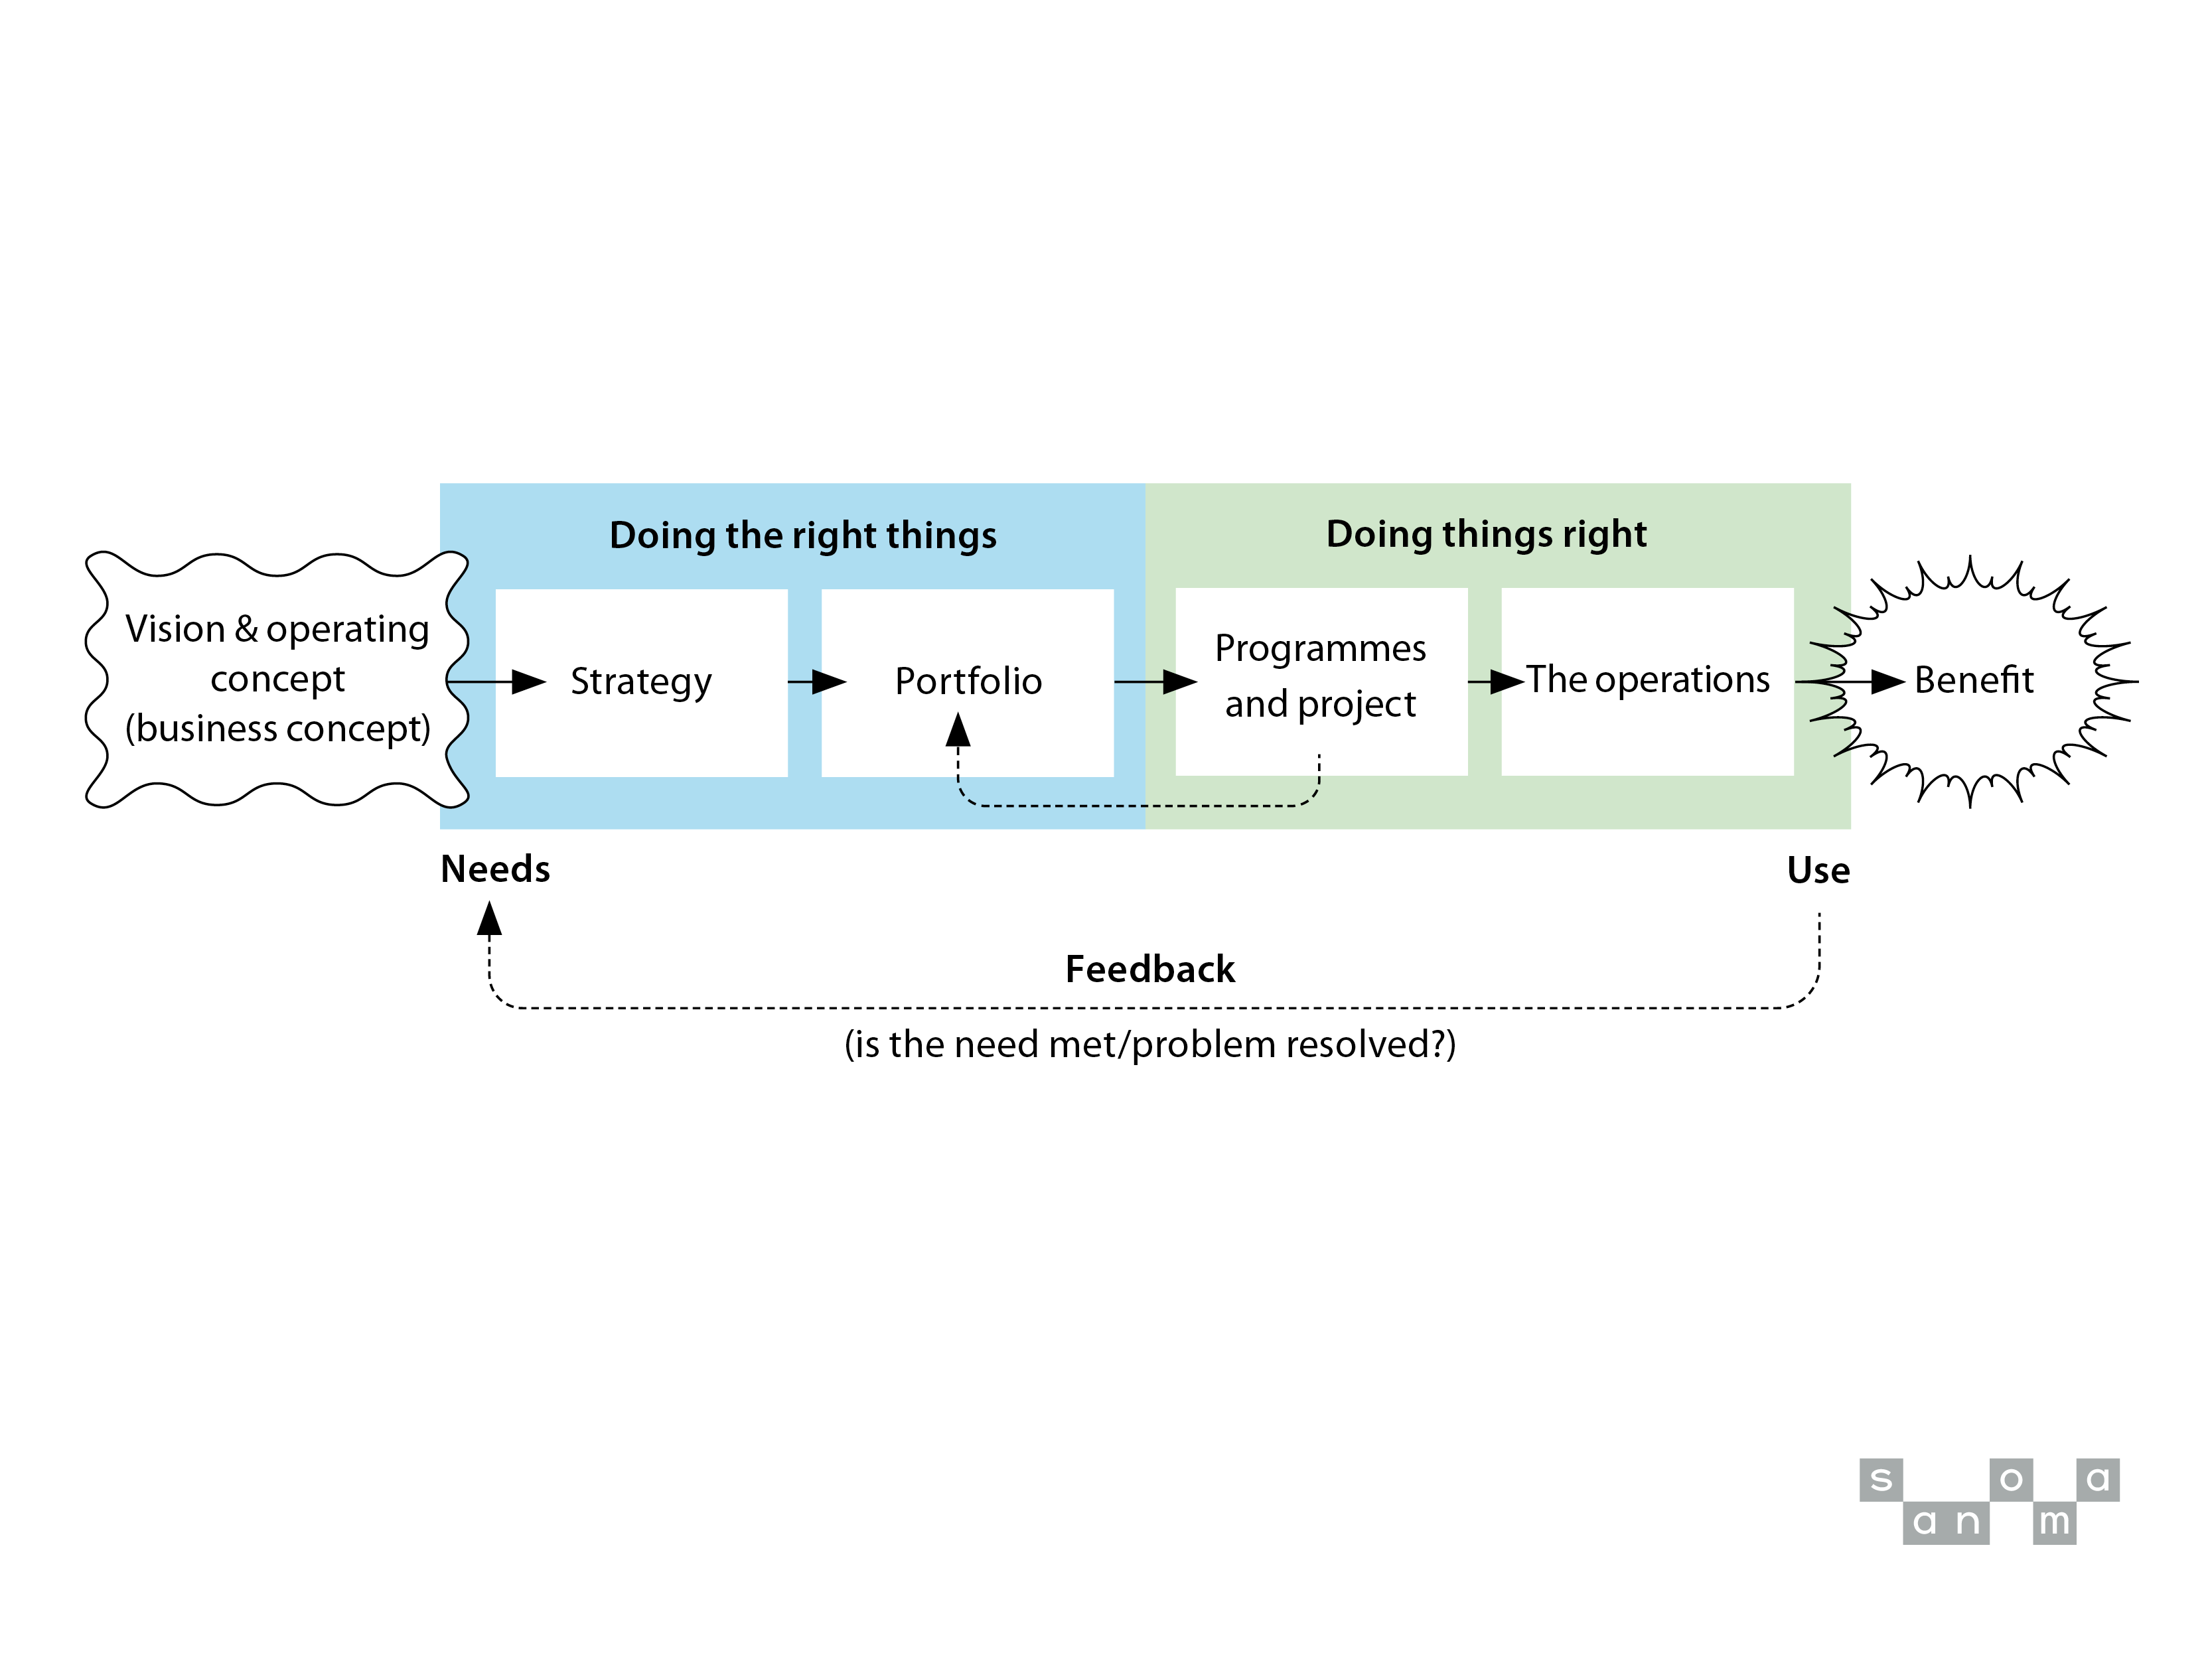 Doing the right things
Doing things right
Vision & operating
concept
(business concept)
Strategy
Portfolio
Programmes
and project
The operations
Benefit
Needs
Use
Feedback
(is the need met/problem resolved?)
sanoma